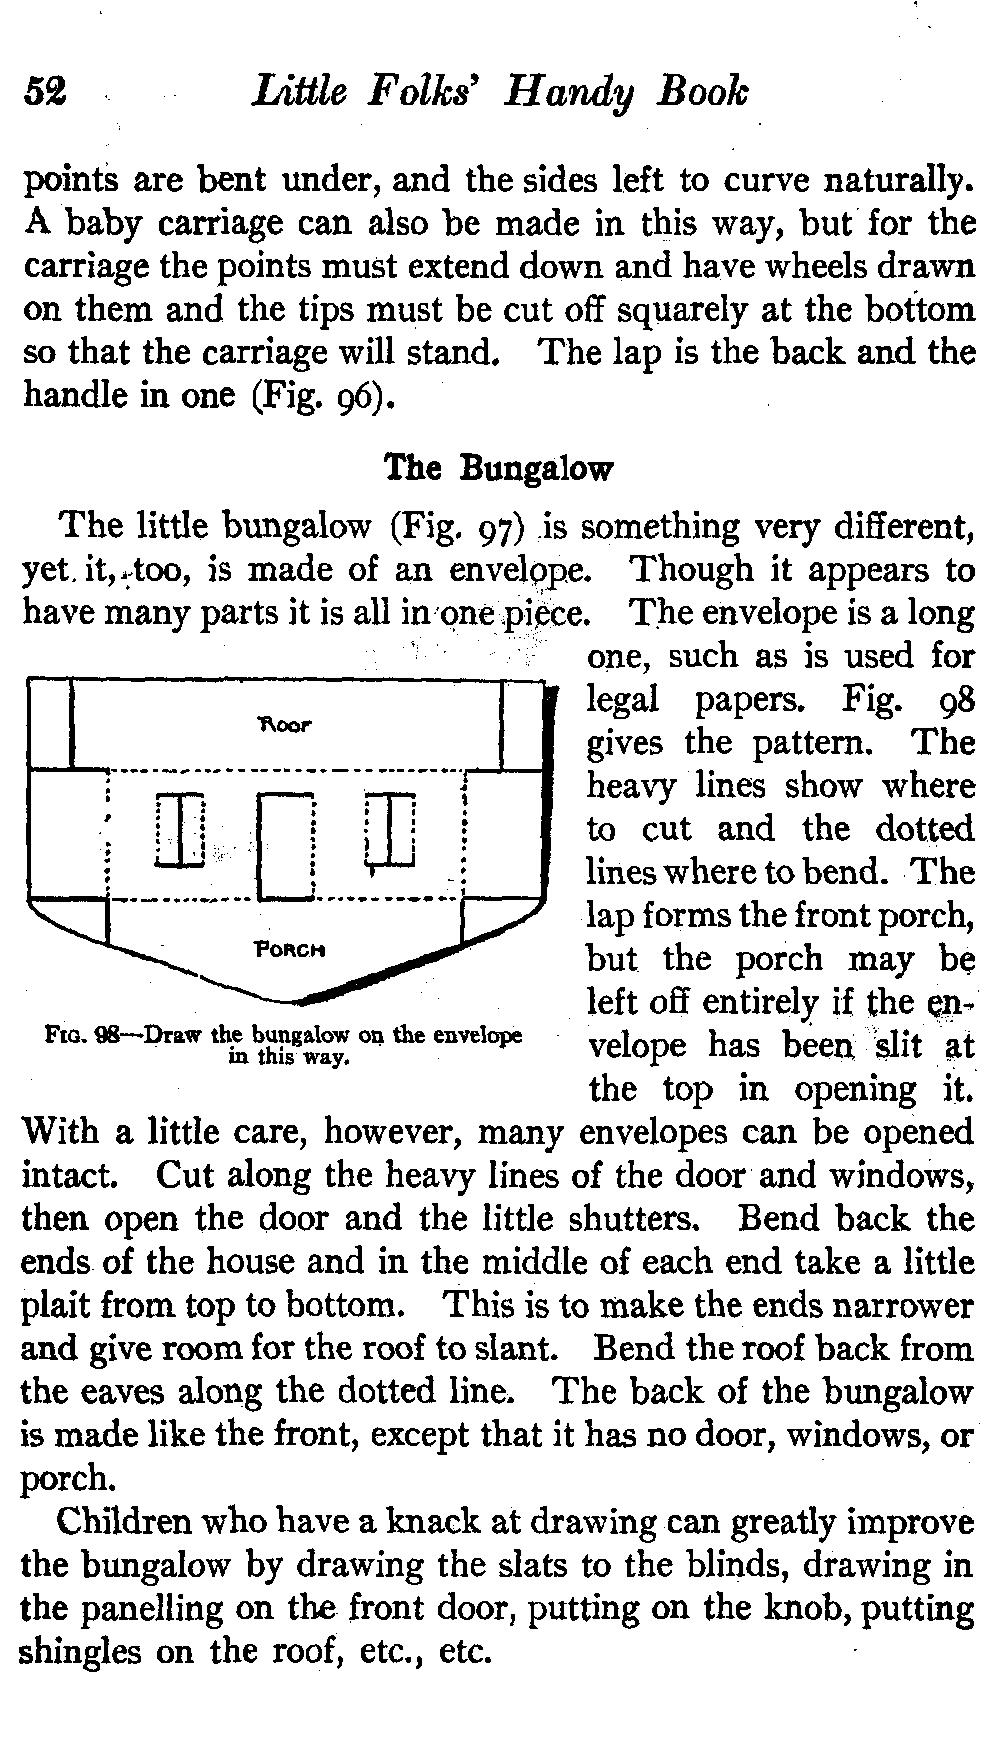 52 Little Folks' Handy Book
points are bent under, and the sides left to curve naturally.
A baby carriage can also be made in this way, but for the
carriage the points must extend down and have wheels drawn
on them and the tips must be cut off squarely at the bottom
so that the carriage will stand. The lap is the back and the
handle in one (Fig. 96).
The Bungalow
The little bungalow (Fig. 97) is something very different,
yet it, too, is made of an envelope. Though it appears to
have many parts it is all in one piece. The envelope is a long
one, such as is used for
legal papers. Fig. 98
gives the pattern. The
heavy lines show where
to cut and the dotted
lines where to bend. The
lap forms the front porch,
but the porch may be
left off entirely if the en-
velope has been slit at
the top in opening it.
ROOF
PORCH
FIG. 98—Draw the bungalow on the envelope
in this way.
With a little care, however, many envelopes can be opened
intact. Cut along the heavy lines of the door and windows,
then open the door and the little shutters. Bend back the
ends of the house and in the middle of each end take a little
plait from top to bottom. This is to make the ends narrower
and give room for the roof to slant. Bend the roof back from
the eaves along the dotted line. The back of the bungalow
is made like the front, except that it has no door, windows, or
porch.
Children who have a knack at drawing can greatly improve
the bungalow by drawing the slats to the blinds, drawing in
the panelling on the front door, putting on the knob, putting
shingles on the roof, etc., etc.